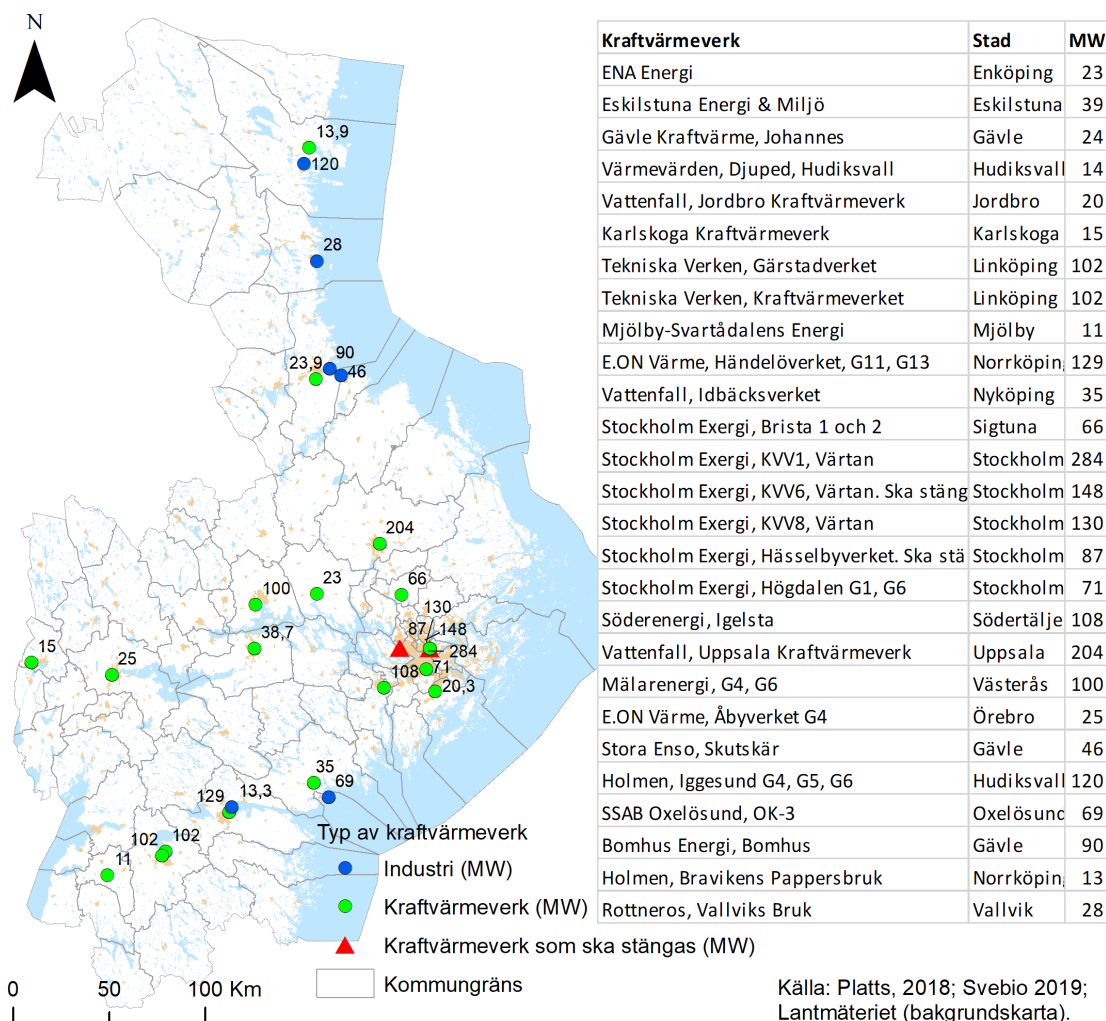 N
13,9
120
28
90
23,9
46
204
100
23
66
130
38,7
87
148
284
15
25
108
71
20,3
35
69
129
13,3
102
102
11
Typ av kraftvärmeverk
Industri (MW)
Kraftvärmeverk (MW)
Kraftvärmeverk som ska stängas (MW)
Kommungräns
0 50 100 Km
Kraftvärmeverk Stad MW
ENA Energi Enköping 23
Eskilstuna Energi & Miljö Eskilstuna 39
Gävle Kraftvärme, Johannes Gävle 24
Värmevärden, Djuped, Hudiksvall Hudiksvall 14
Vattenfall, Jordbro Kraftvärmeverk Jordbro 20
Karlskoga Kraftvärmeverk Karlskoga 15
Tekniska Verken, Gärstadverket Linköping 102
Tekniska Verken, Kraftvärmeverket Linköping 102
Mjölby-Svartådalens Energi Mjölby 11
E.ON Värme, Händelöverket, G11, G13 Norrköpin 129
Vattenfall, Idbäcksverket Nyköping 35
Stockholm Exergi, Brista 1 och 2 Sigtuna 66
Stockholm Exergi, KVV1, Värtan Stockholm 284
Stockholm Exergi, KVV6, Värtan. Ska stäng Stockholm 148
Stockholm Exergi, KVV8, Värtan Stockholm 130
Stockholm Exergi, Hässelbyverket. Ska stä Stockholm 87
Stockholm Exergi, Högdalen G1, G6 Stockholm 71
Söderenergi, Igelsta Södertälje 108
Vattenfall, Uppsala Kraftvärmeverk Uppsala 204
Mälarenergi, G4, G6 Västerås 100
E.ON Värme, Åbyverket G4 Örebro 25
Stora Enso, Skutskär Gävle 46
Holmen, Iggesund G4, G5, G6 Hudiksvall 120
SSAB Oxelösund, OK-3 Oxelösund 69
Bomhus Energi, Bomhus Gävle 90
Holmen, Bravikens Pappersbruk Norrköpin 13
Rottneros, Vallviks Bruk Vallvik 28
Källa: Platts, 2018; Svebio 2019;
Lantmäteriet (bakgrundskarta).